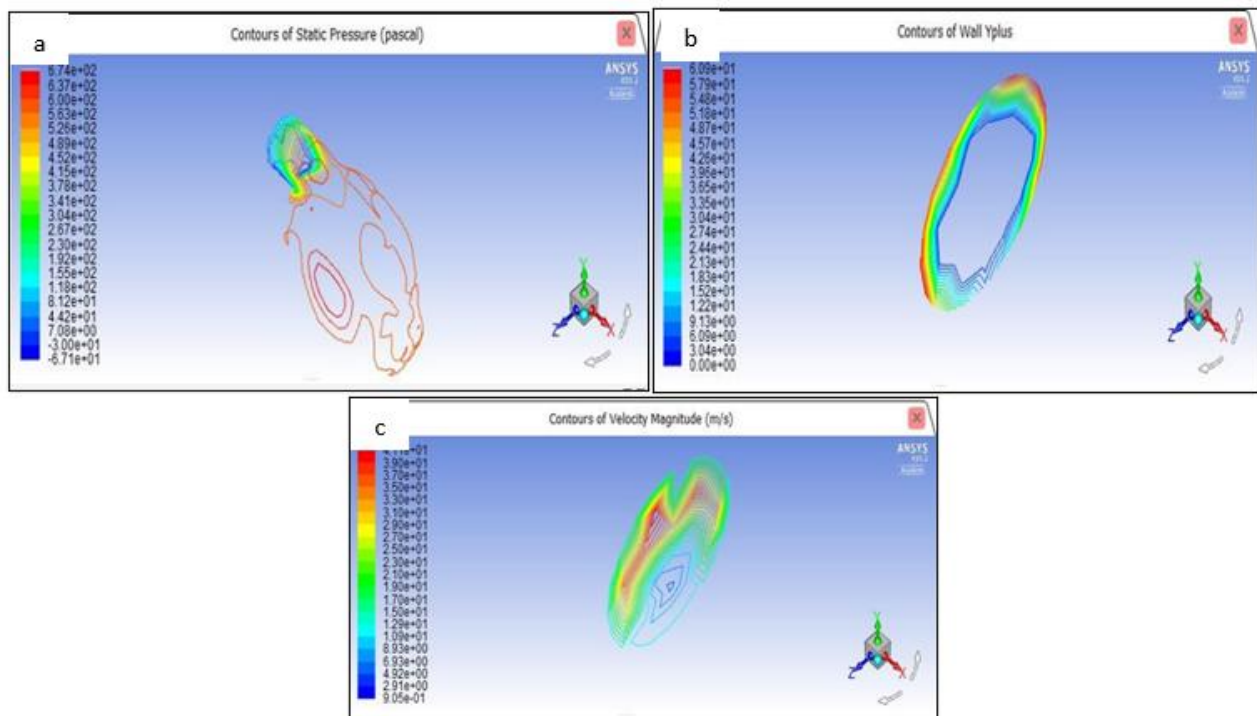 a
Contours of Static Pressure (pascal)
X
ANSYS
Academic
6.74e+02
6.37e+02
6.00e+02
5.63e+02
5.26e+02
4.89e+02
4.52e+02
4.15e+02
3.78e+02
3.41e+02
3.04e+02
2.67e+02
2.30e+02
1.92e+02
1.55e+02
1.18e+02
8.12e+01
4.42e+01
7.08e+00
-3.00e+01
-6.71e+01
Y
Z
X
b
Contours of Wall Yplus
X
ANSYS
Academic
6.09e+01
5.79e+01
5.48e+01
5.18e+01
4.87e+01
4.57e+01
4.26e+01
3.96e+01
3.65e+01
3.35e+01
3.04e+01
2.74e+01
2.44e+01
2.13e+01
1.83e+01
1.52e+01
1.22e+01
9.13e+00
6.09e+00
3.04e+00
0.00e+00
Y
Z
X
c
Contours of Velocity Magnitude (m/s)
X
ANSYS
Academic
4.11e+01
3.90e+01
3.70e+01
3.50e+01
3.30e+01
3.10e+01
2.90e+01
2.70e+01
2.50e+01
2.30e+01
2.10e+01
1.90e+01
1.70e+01
1.50e+01
1.29e+01
1.09e+01
8.93e+00
6.93e+00
4.92e+00
2.91e+00
9.05e-01
Y
Z
X